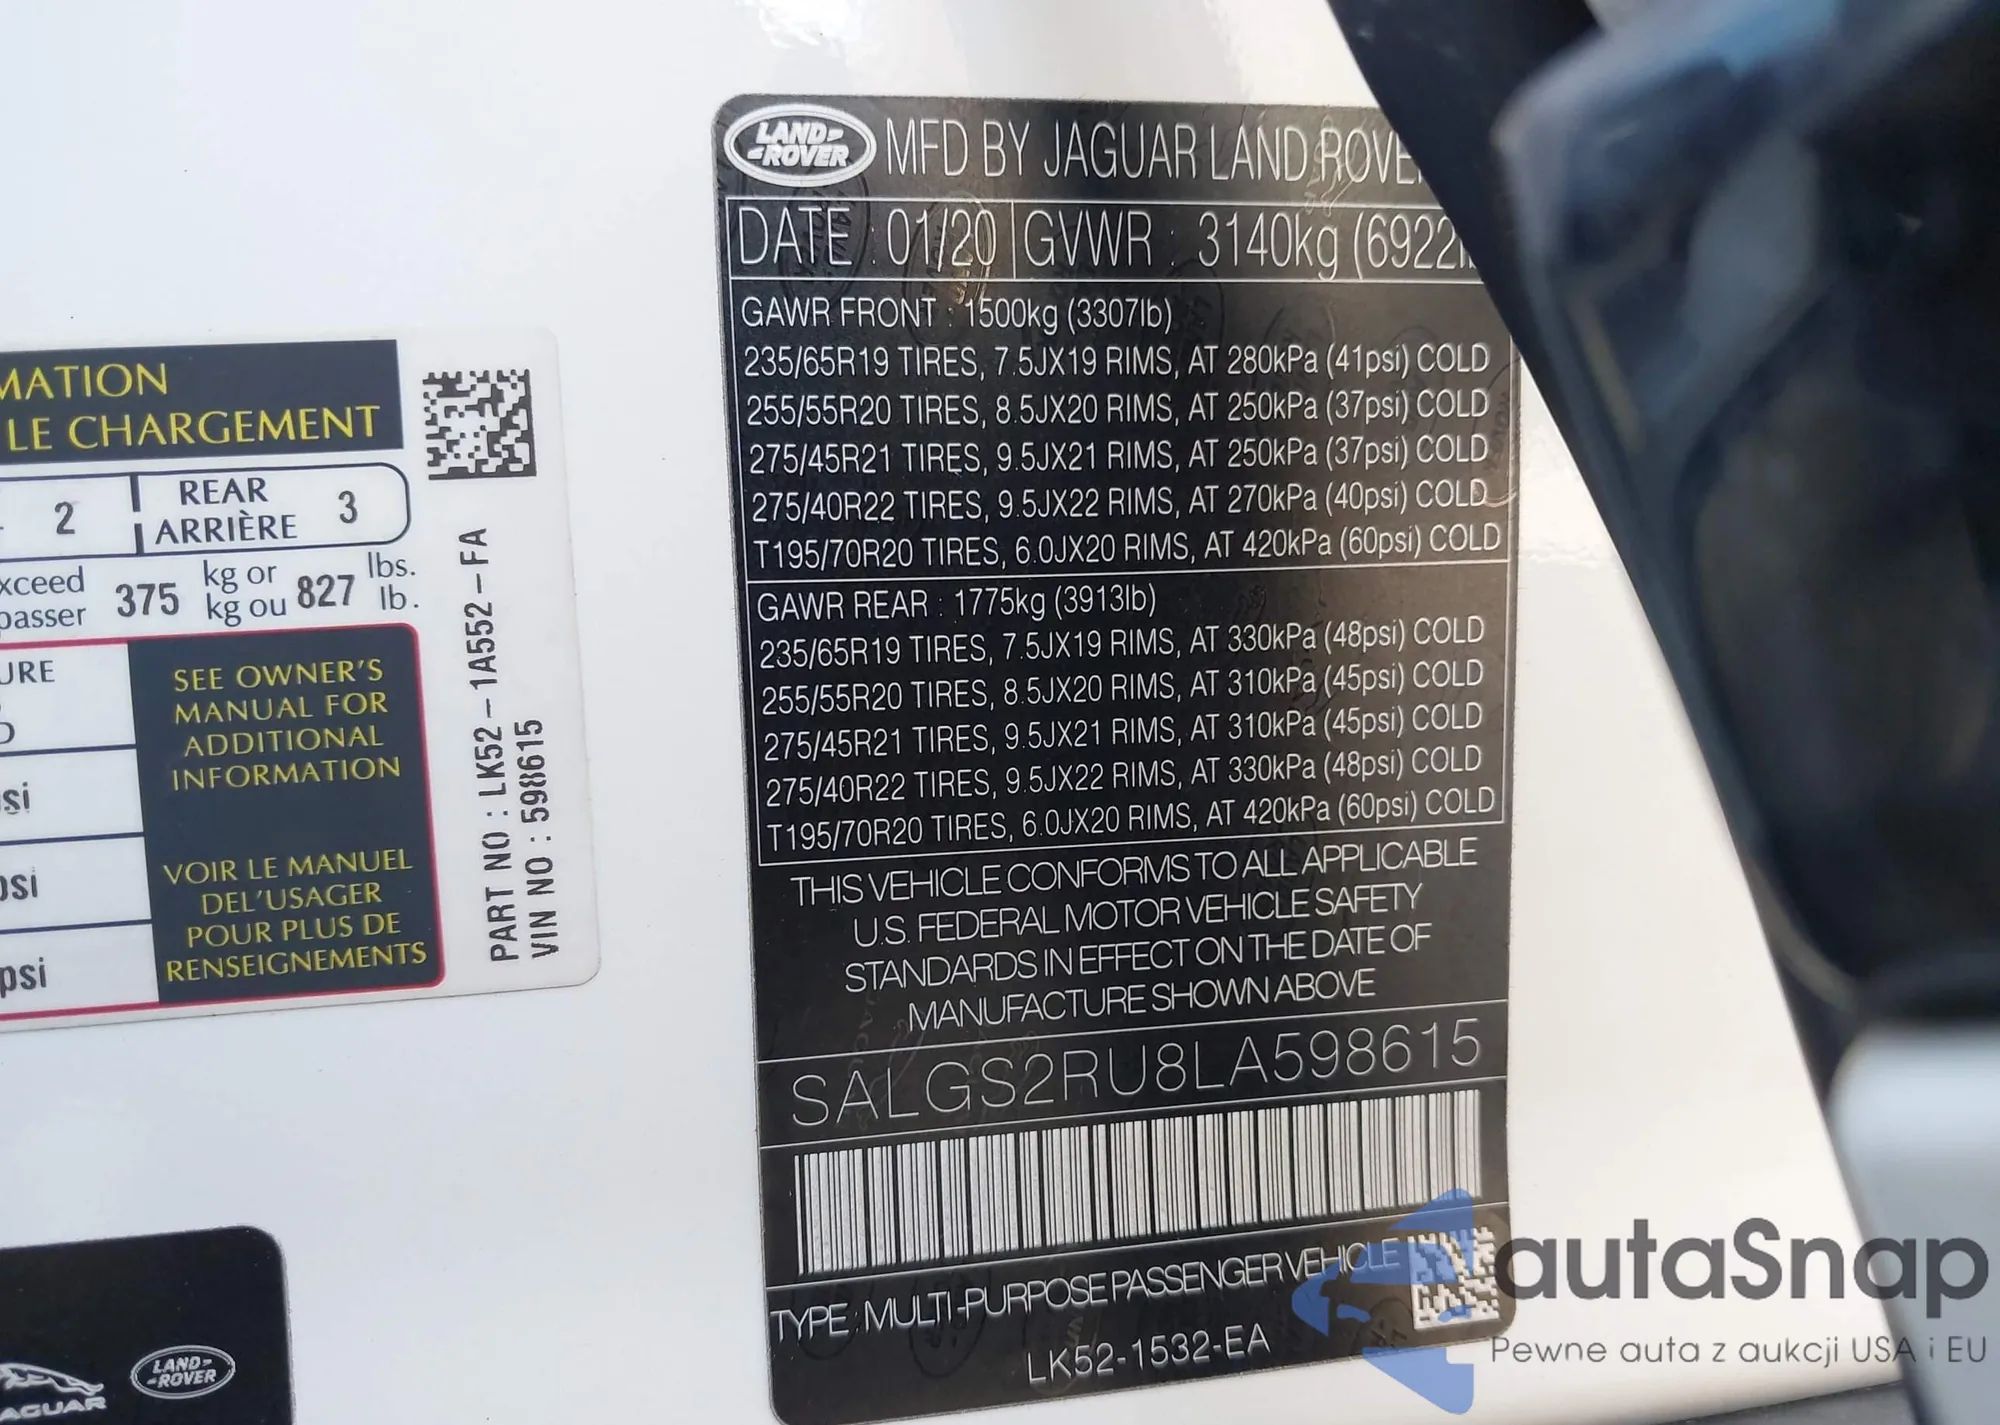 MATION
LE CHARGEMENT
2
REAR
ARRIÈRE
3
xceed
passer
375
kg or
kg ou
827
lbs.
lb.
URE
D
si
psi
psi
SEE OWNER'S
MANUAL FOR
ADDITIONAL
INFORMATION
VOIR LE MANUEL
DEL'USAGER
POUR PLUS DE
RENSEIGNEMENTS
PART NO : LK52-1A552-FA
VIN NO : 598615
JAGUAR
LAND ROVER
LAND ROVER
MFD BY JAGUAR LAND ROVE
DATE : 01/20 GVWR : 3140kg (6922
GAWR FRONT : 1500kg (3307lb)
235/65R19 TIRES, 7.5JX19 RIMS, AT 280kPa (41psi) COLD
255/55R20 TIRES, 8.5JX20 RIMS, AT 250kPa (37psi) COLD
275/45R21 TIRES, 9.5JX21 RIMS, AT 250kPa (37psi) COLD
275/40R22 TIRES, 9.5JX22 RIMS, AT 270kPa (40psi) COLD
T195/70R20 TIRES, 6.0JX20 RIMS, AT 420kPa (60psi) COLD
GAWR REAR : 1775kg (3913lb)
235/65R19 TIRES, 7.5JX19 RIMS, AT 330kPa (48psi) COLD
255/55R20 TIRES, 8.5JX20 RIMS, AT 310kPa (45psi) COLD
275/45R21 TIRES, 9.5JX21 RIMS, AT 310kPa (45psi) COLD
275/40R22 TIRES, 9.5JX22 RIMS, AT 330kPa (48psi) COLD
T195/70R20 TIRES, 6.0JX20 RIMS, AT 420kPa (60psi) COLD
THIS VEHICLE CONFORMS TO ALL APPLICABLE
U.S. FEDERAL MOTOR VEHICLE SAFETY
STANDARDS IN EFFECT ON THE DATE OF
MANUFACTURE SHOWN ABOVE
SALGS2RU8LA598615
TYPE : MULTI-PURPOSE PASSENGER VEHICLE
LK52-1532-EA
autaSnap
Pewne auta z aukcji USA i EU